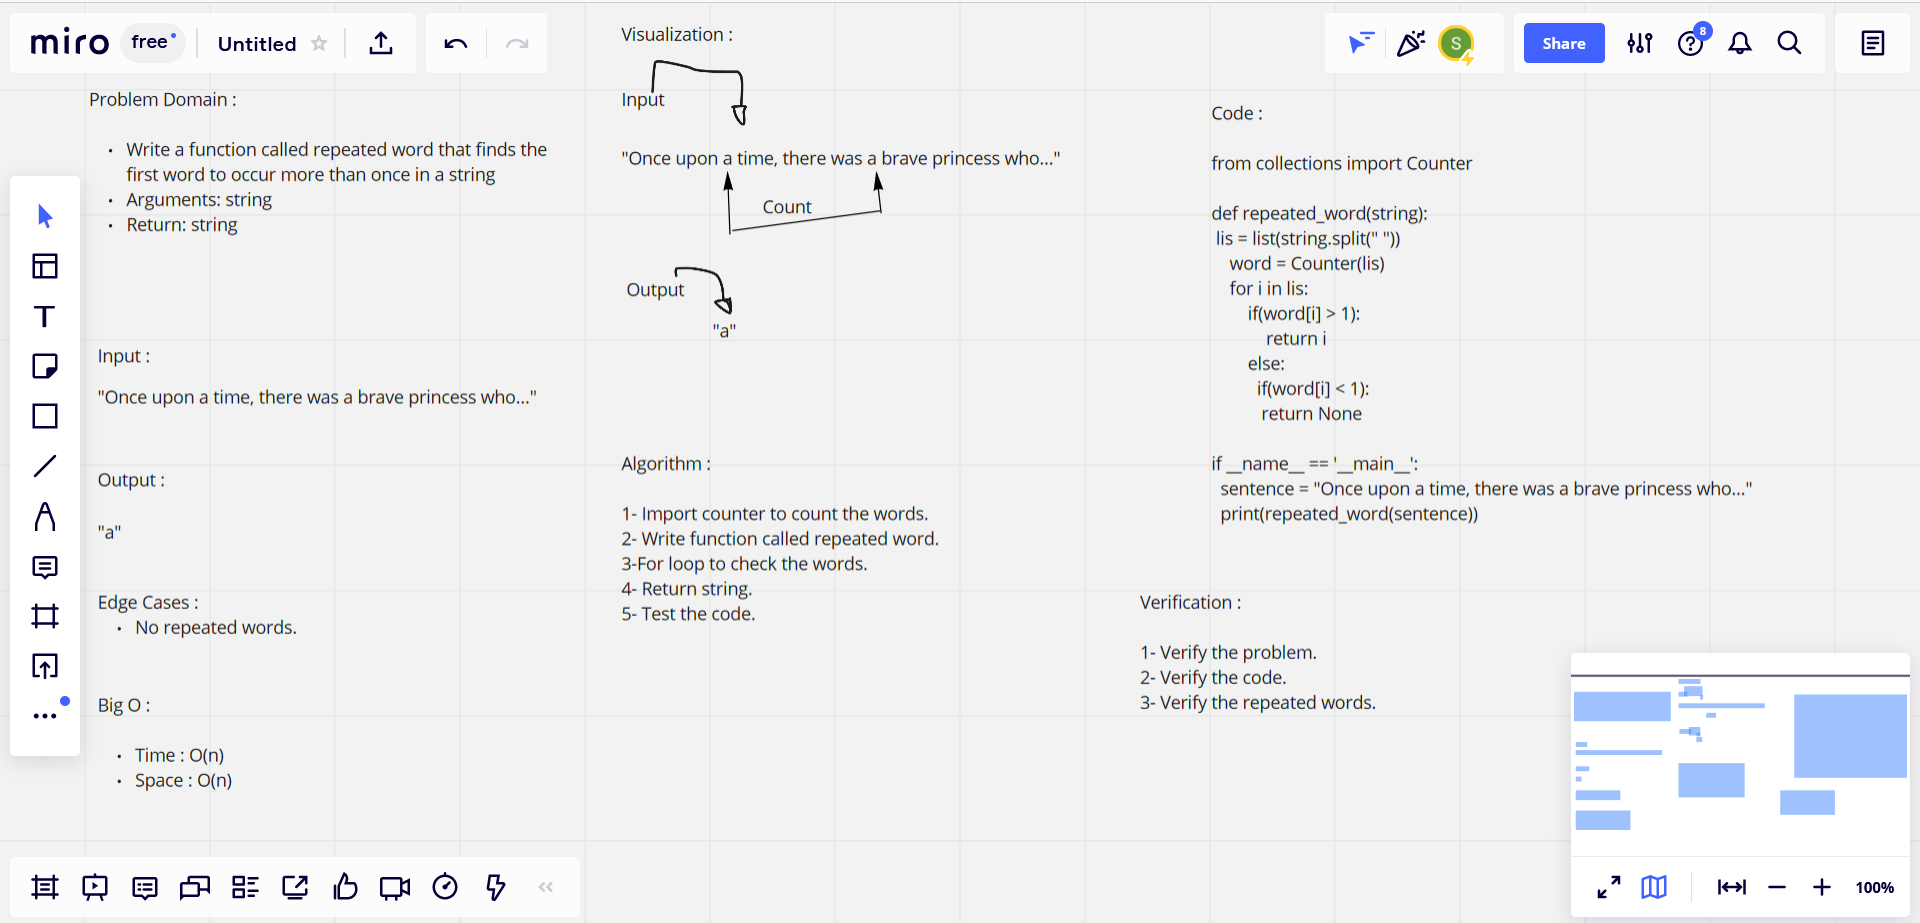 miro free Untitled
Share
8
S
Problem Domain :
• Write a function called repeated word that finds the
first word to occur more than once in a string
• Arguments: string
• Return: string
Input :
"Once upon a time, there was a brave princess who..."
Output :
"a"
Edge Cases :
• No repeated words.
Big O :
• Time : O(n)
• Space : O(n)
Visualization :
Input
"Once upon a time, there was a brave princess who..."
Count
Output
"a"
Algorithm :
1- Import counter to count the words.
2- Write function called repeated word.
3-For loop to check the words.
4- Return string.
5- Test the code.
Code :
from collections import Counter
def repeated_word(string):
lis = list(string.split(" "))
word = Counter(lis)
for i in lis:
if(word[i] > 1):
return i
else:
if(word[i] < 1):
return None
if __name__ == '__main__':
sentence = "Once upon a time, there was a brave princess who..."
print(repeated_word(sentence))
Verification :
1- Verify the problem.
2- Verify the code.
3- Verify the repeated words.
100%